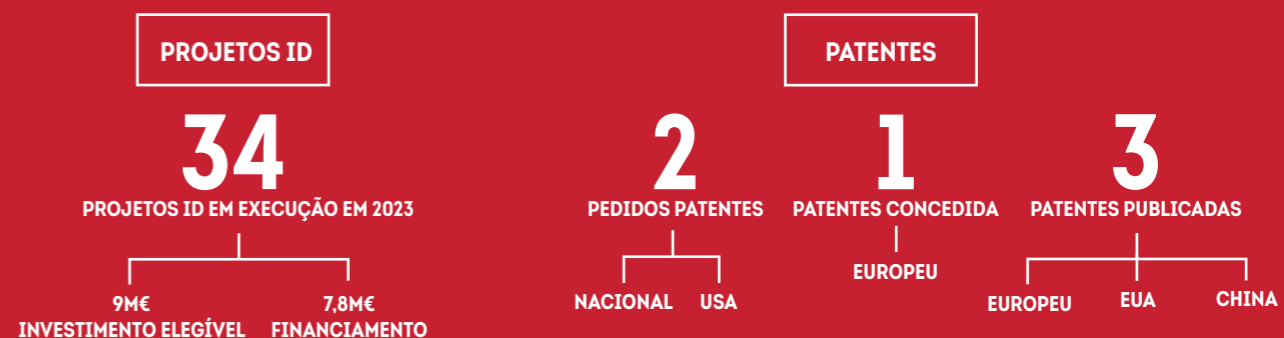 PROJETOS ID
34
PROJETOS ID EM EXECUÇÃO EM 2023
9M€
INVESTIMENTO ELEGÍVEL
7,8M€
FINANCIAMENTO
PATENTES
2
PEDIDOS PATENTES
NACIONAL
USA
1
PATENTES CONCEDIDA
EUROPEU
3
PATENTES PUBLICADAS
EUROPEU
EUA
CHINA